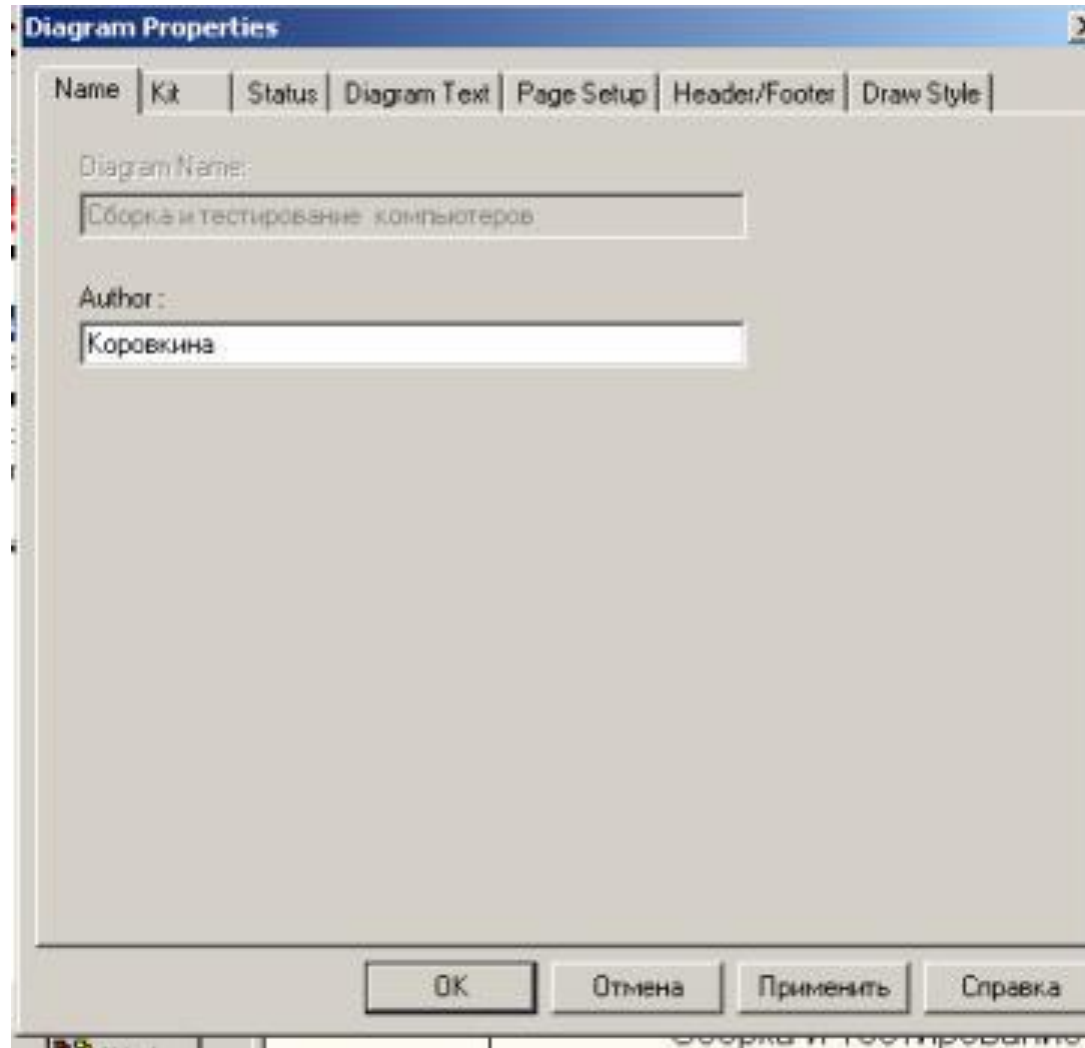 Diagram Properties
Name Kit Status Diagram Text Page Setup Header/Footer Draw Style
Diagram Name:
Сборка и тестирование компьютеров
Author :
Коровкина
OK Отмена Применить Справка
Сборка и тестирование